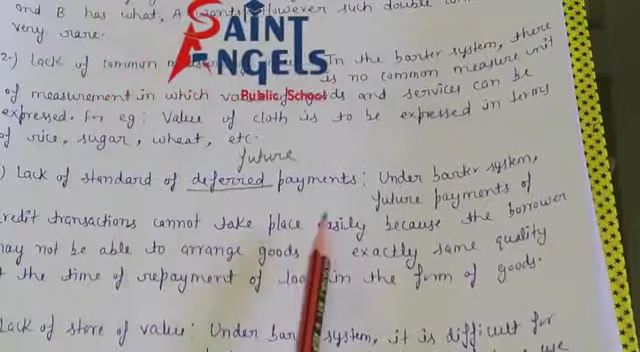 and B has what, A wants. However such double
very rare.
SAINT
ANGELS
Public School
2.) Lack of common In the barter system, there
is no common measure unit
of measurement in which goods and services can be
expressed. For eg: Value of cloth is to be expressed in terms
of rice, sugar, wheat, etc.
future
) Lack of standard of deferred payments: Under barter system,
future payments of
credit transactions cannot take place easily because the borrower
may not be able to arrange goods exactly same quality
t the time of repayment of loan in the form of goods.
Lack of store of value: Under barter system, it is difficult for